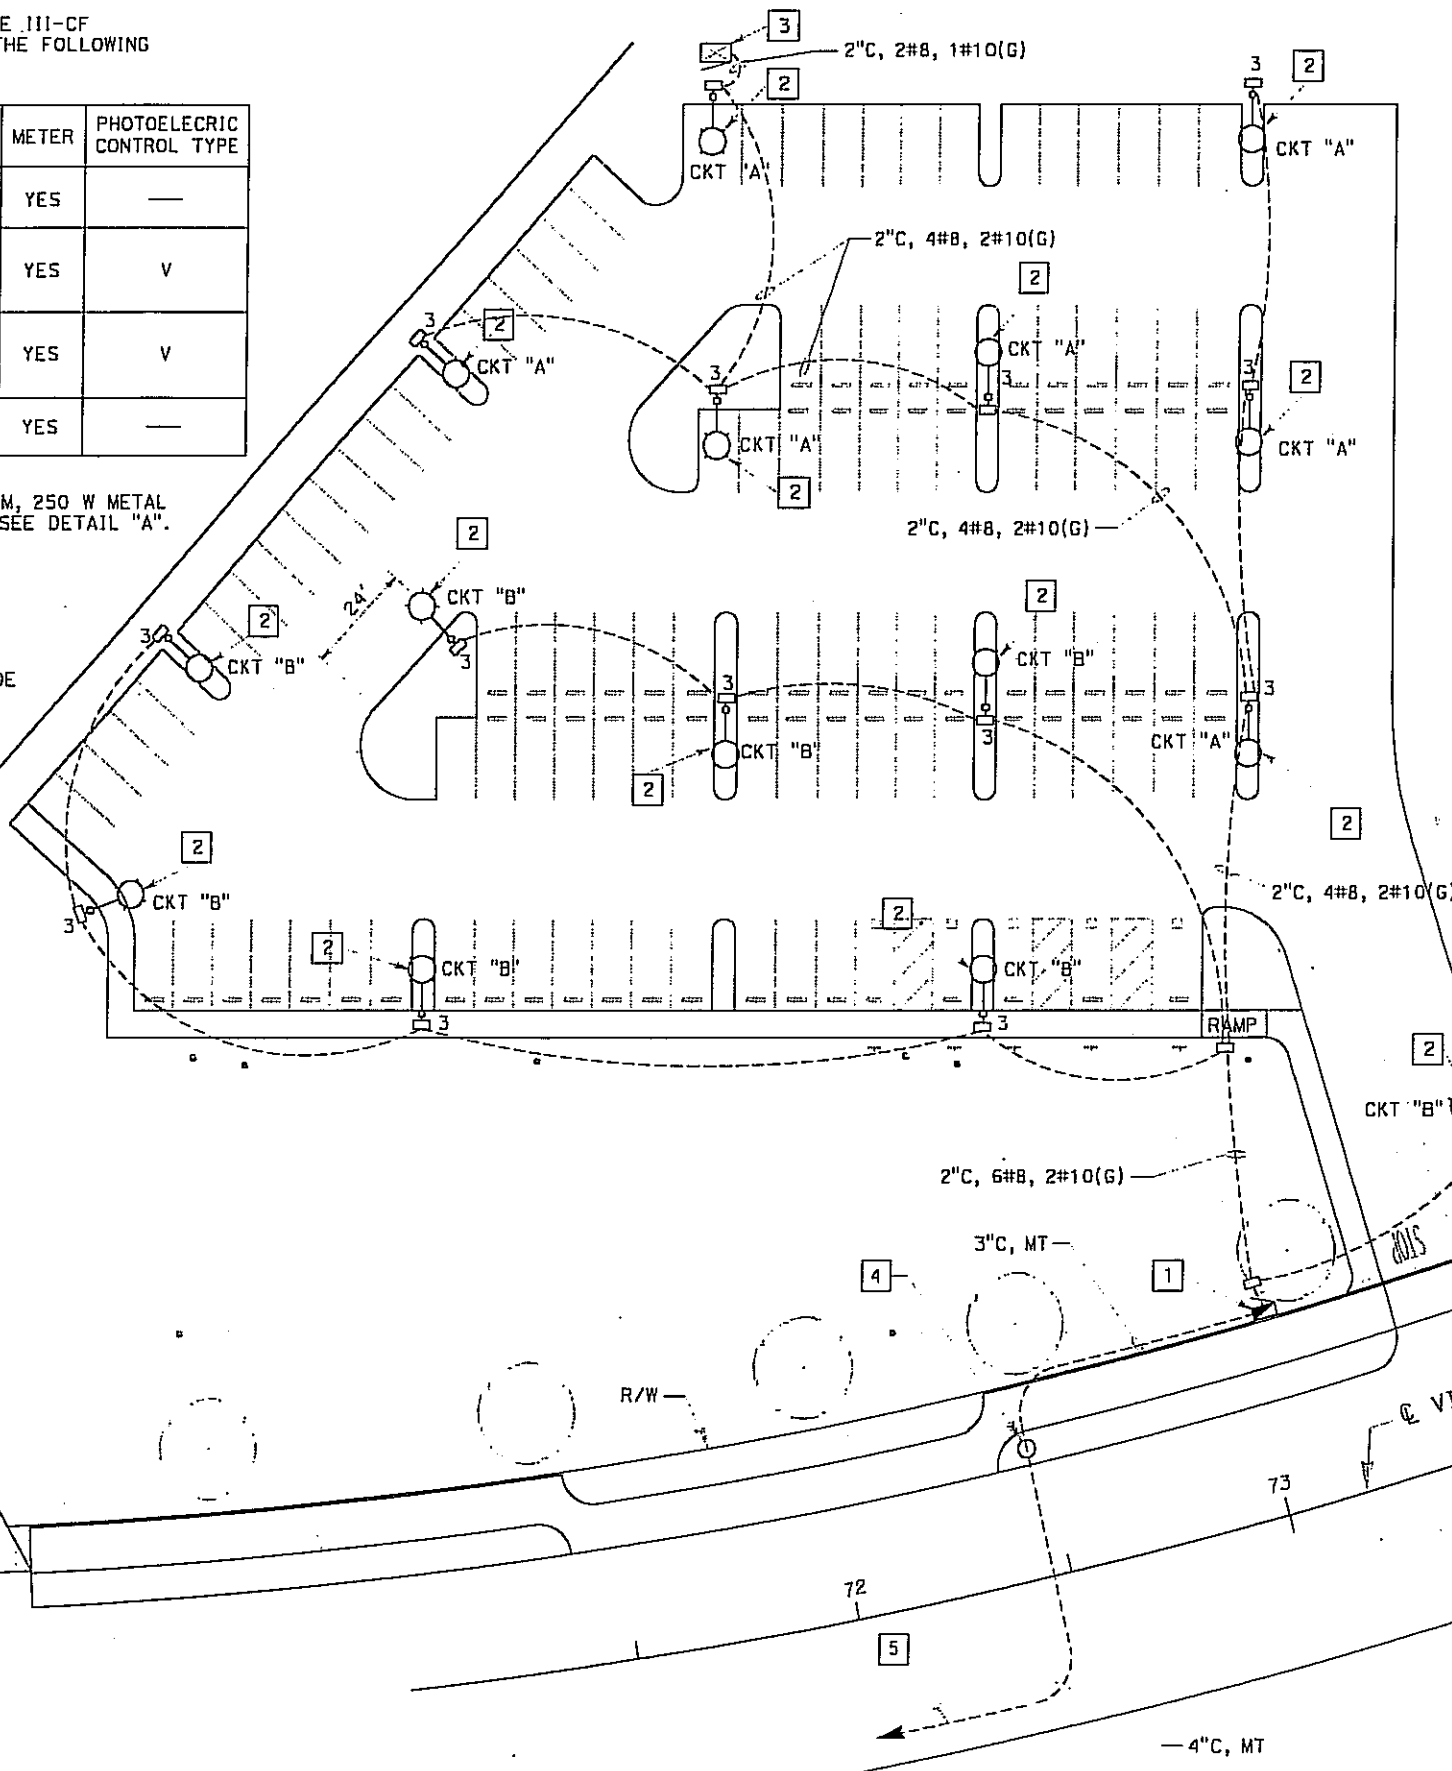 E III-CF
THE FOLLOWING
METER
PHOTOELECRIC
CONTROL TYPE
YES
—
YES
V
YES
V
YES
—
M, 250 W METAL
SEE DETAIL "A".
3
2"C, 2#8, 1#10(G)
2
CKT "A"
3
2
CKT "A"
2"C, 4#8, 2#10(G)
2
CKT "A"
3
3
2
CKT "A"
3
CKT "A"
2
3
2
CKT "A"
2"C, 4#8, 2#10(G)
2
CKT "B"
3
24'
3
2
CKT "B"
3
CKT "B"
2
2
CKT "B"
3
3
CKT "A"
2
2"C, 4#8, 2#10(G)
2
CKT "B"
3
2
CKT "B"
3
2
CKT "B"
3
RAMP
2
CKT "B"
2"C, 6#8, 2#10(G)
3"C, MT
4
1
STOP
R/W
℄ VI
73
72
5
4"C, MT